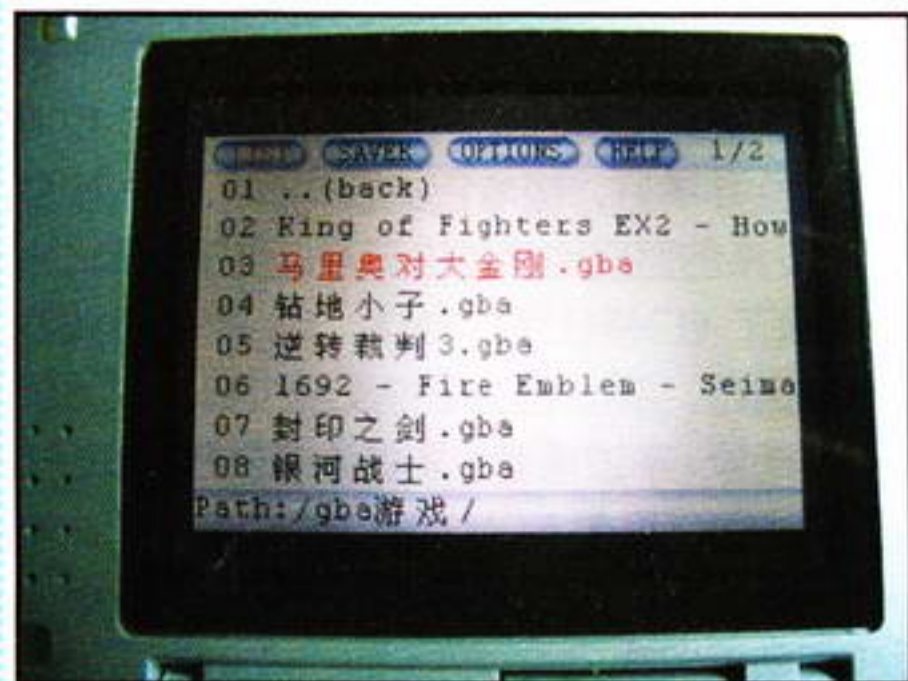 SAVER OPTIONS HELP 1/2
01 ..(back)
02 King of Fighters EX2 - How
03 马里奥对大金刚.gba
04 钻地小子.gba
05 逆转裁判3.gba
06 1692 - Fire Emblem - Seima
07 封印之剑.gba
08 银河战士.gba
Path:/gba游戏/